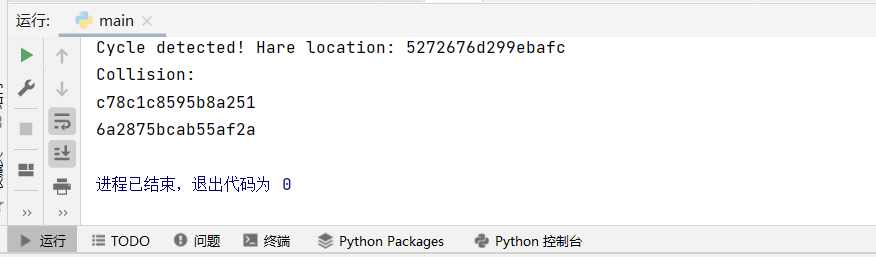 运行: main
Cycle detected! Hare location: 5272676d299ebafc
Collision:
c78c1c8595b8a251
6a2875bcab55af2a
进程已结束，退出代码为 0
运行 TODO 问题 终端 Python Packages Python 控制台